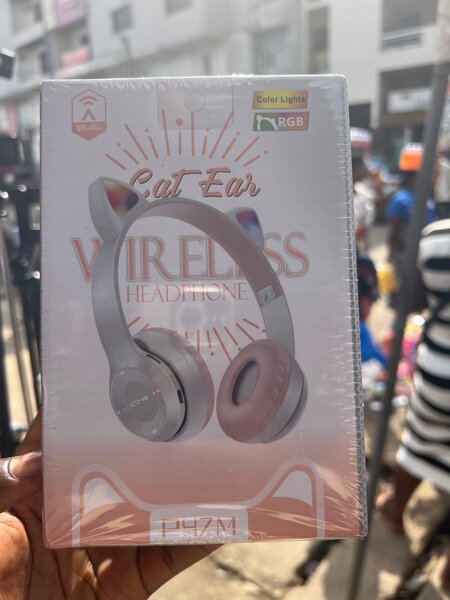 Color Lights
RGB
Cat Ear
WIRELESS
HEADPHONE
P47M